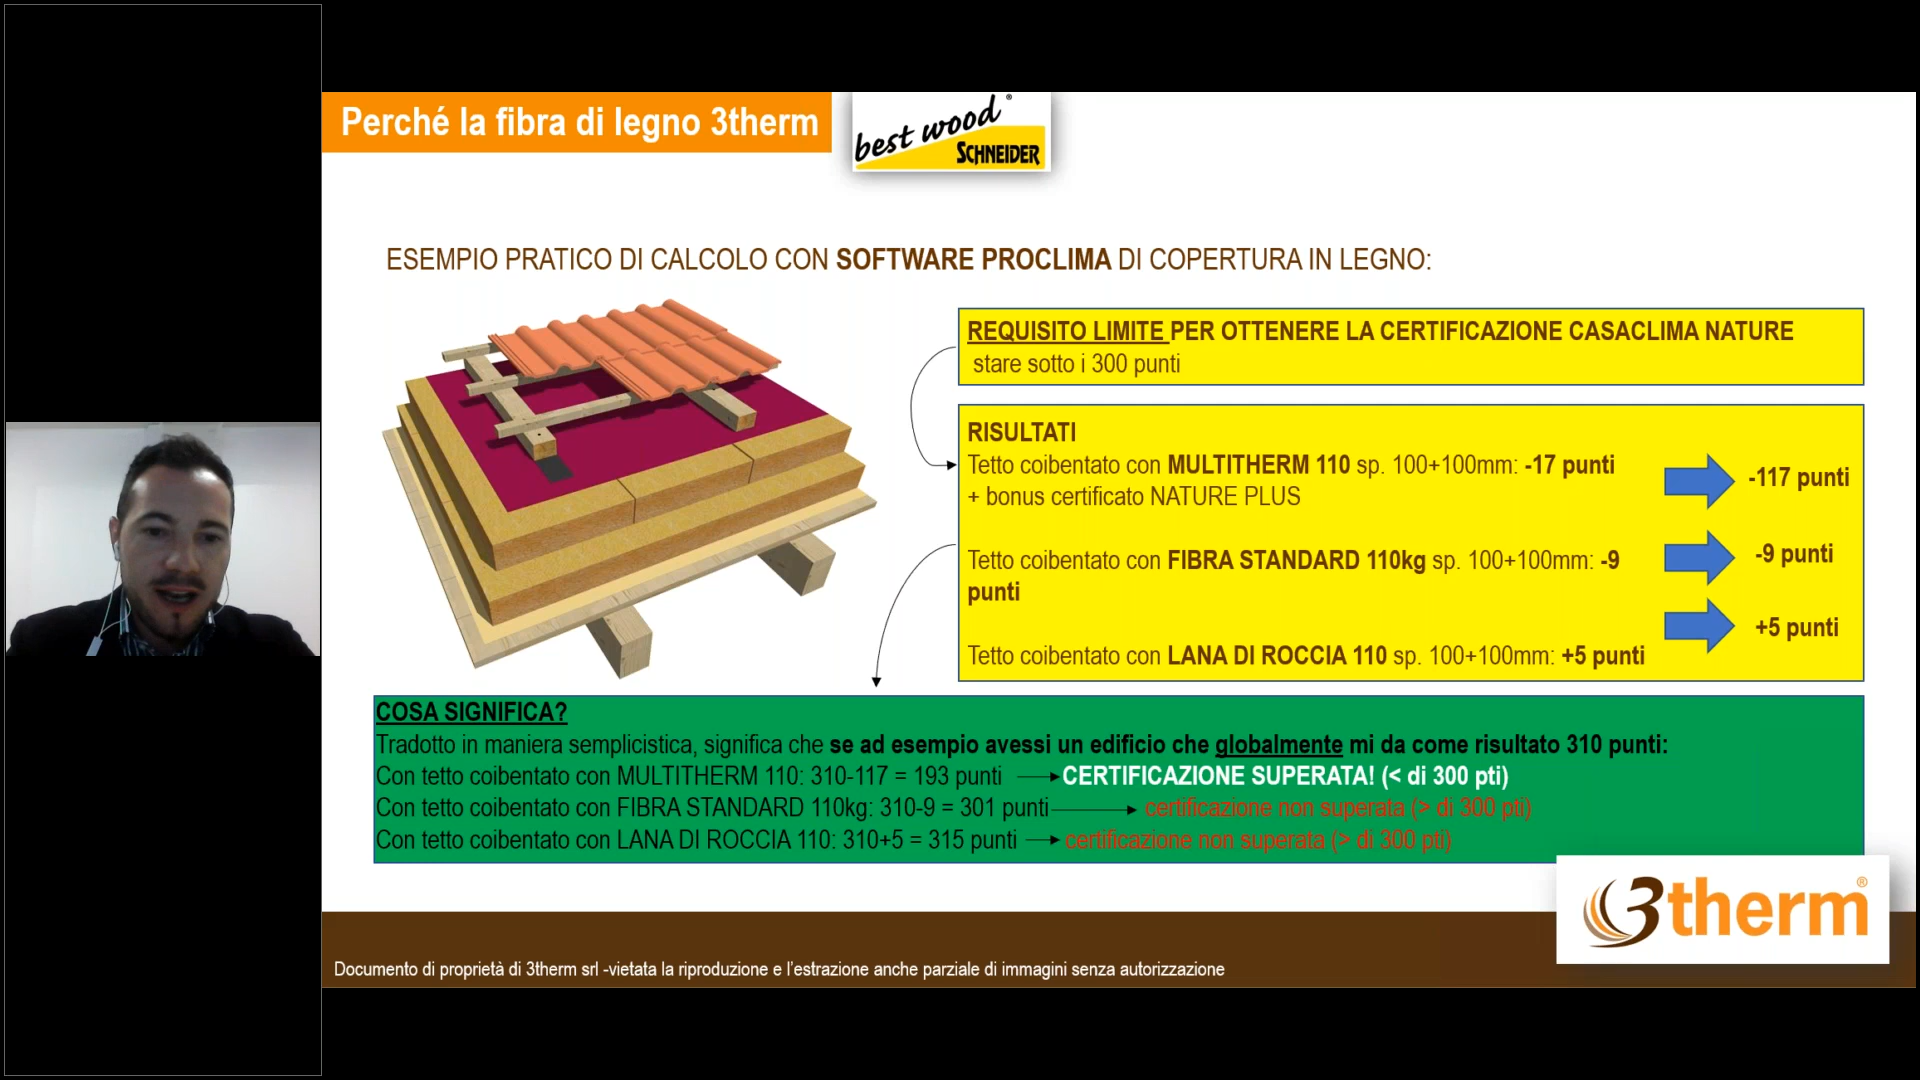 Perché la fibra di legno 3therm
best wood ®
SCHNEIDER
ESEMPIO PRATICO DI CALCOLO CON SOFTWARE PROCLIMA DI COPERTURA IN LEGNO:
REQUISITO LIMITE PER OTTENERE LA CERTIFICAZIONE CASACLIMA NATURE
stare sotto i 300 punti
RISULTATI
Tetto coibentato con MULTITHERM 110 sp. 100+100mm: -17 punti
+ bonus certificato NATURE PLUS
-117 punti
Tetto coibentato con FIBRA STANDARD 110kg sp. 100+100mm: -9
punti
-9 punti
Tetto coibentato con LANA DI ROCCIA 110 sp. 100+100mm: +5 punti
+5 punti
COSA SIGNIFICA?
Tradotto in maniera semplicistica, significa che se ad esempio avessi un edificio che globalmente mi da come risultato 310 punti:
Con tetto coibentato con MULTITHERM 110: 310-117 = 193 punti CERTIFICAZIONE SUPERATA! (< di 300 pti)
Con tetto coibentato con FIBRA STANDARD 110kg: 310-9 = 301 punti certificazione non superata (> di 300 pti)
Con tetto coibentato con LANA DI ROCCIA 110: 310+5 = 315 punti certificazione non superata (> di 300 pti)
3therm®
Documento di proprietà di 3therm srl -vietata la riproduzione e l'estrazione anche parziale di immagini senza autorizzazione